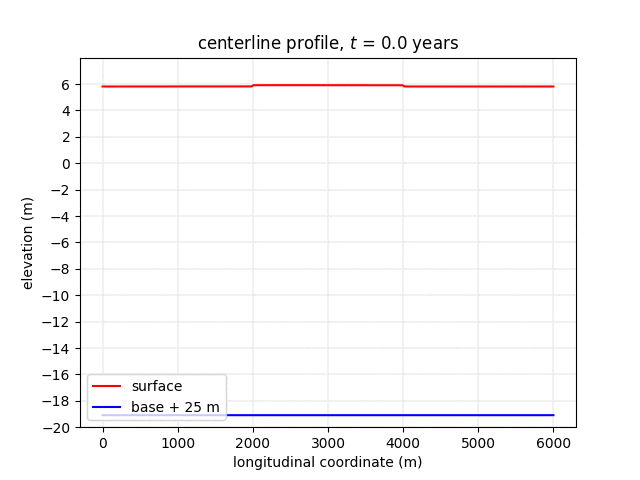 centerline profile, t = 0.0 years
elevation (m)
6
4
2
0
−2
−4
−6
−8
−10
−12
−14
−16
−18
−20
surface
base + 25 m
0 1000 2000 3000 4000 5000 6000
longitudinal coordinate (m)